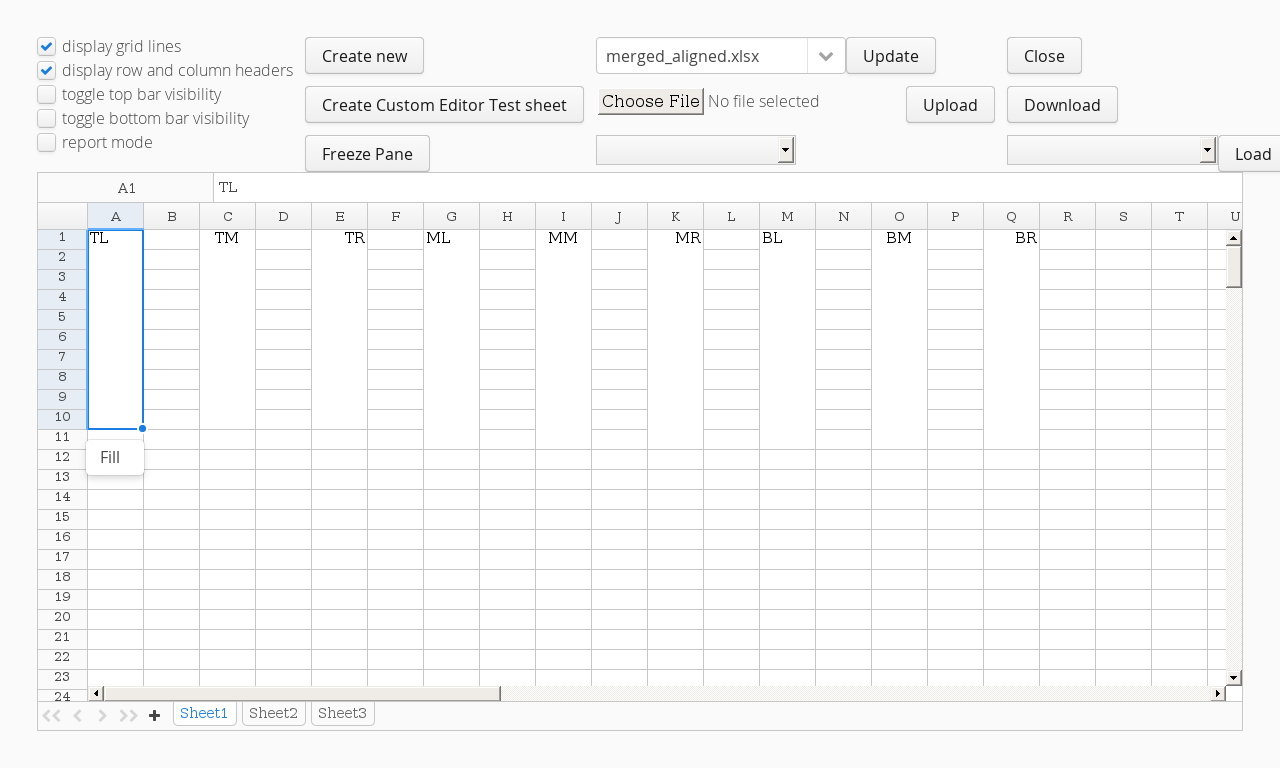 display grid lines
display row and column headers
toggle top bar visibility
toggle bottom bar visibility
report mode
Create new
merged_aligned.xlsx
Update
Close
Create Custom Editor Test sheet
Choose File No file selected
Upload
Download
Freeze Pane
Load
A1 TL
A B C D E F G H I J K L M N O P Q R S T U
1 TL TM TR ML MM MR BL BM BR
2
3
4
5
6
7
8
9
10
11
Fill
12
13
14
15
16
17
18
19
20
21
22
23
24
Sheet1 Sheet2 Sheet3